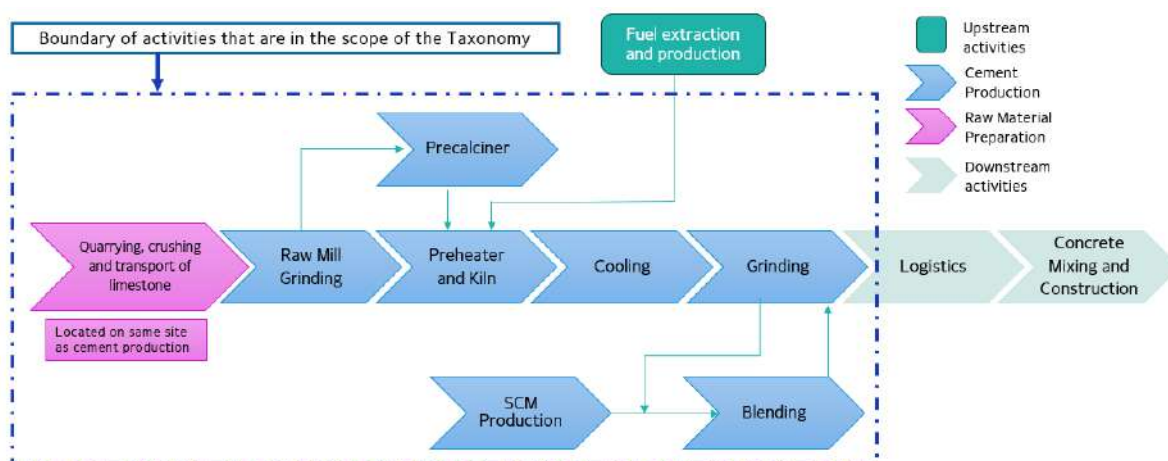 Boundary of activities that are in the scope of the Taxonomy
Fuel extraction
and production
Upstream
activities
Cement
Production
Raw Material
Preparation
Downstream
activities
Precalciner
Quarrying, crushing
and transport of
limestone
Raw Mill
Grinding
Preheater
and Kiln
Cooling
Grinding
Logistics
Concrete
Mixing and
Construction
Located on same site
as cement production
SCM
Production
Blending